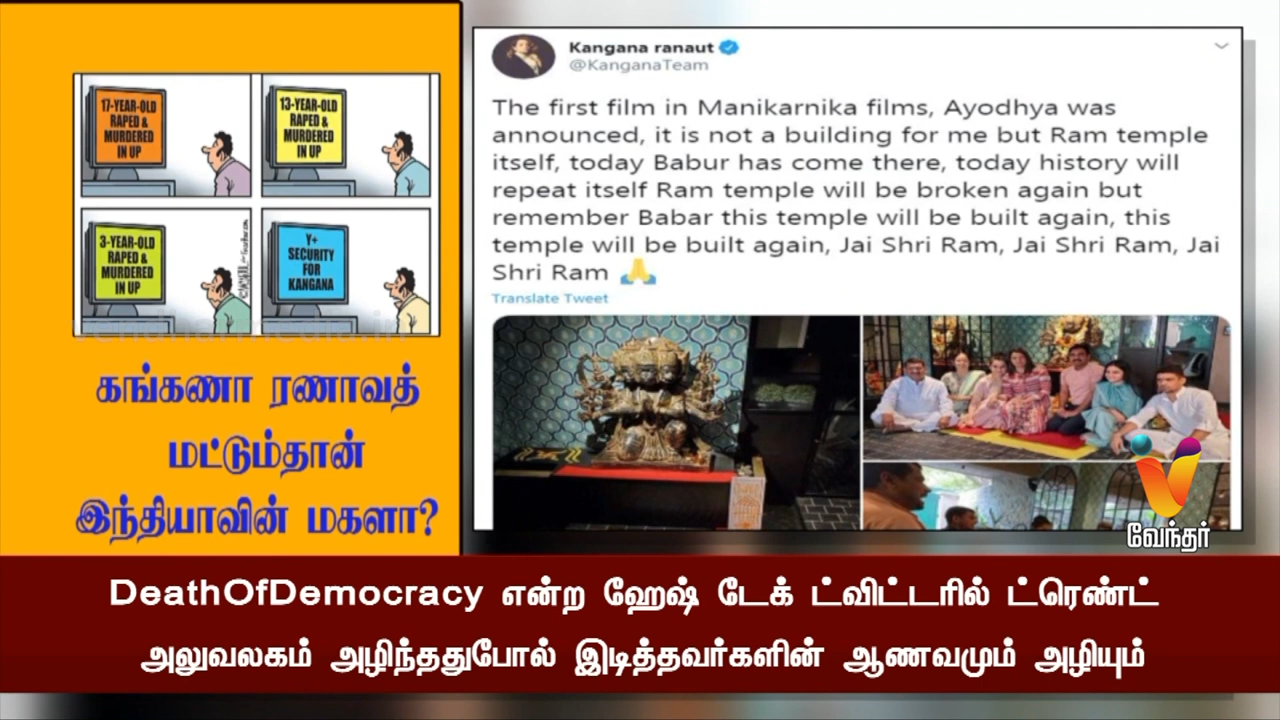 17-YEAR-OLD
RAPED &
MURDERED
IN UP
13-YEAR-OLD
RAPED &
MURDERED
IN UP
3-YEAR-OLD
RAPED &
MURDERED
IN UP
Y+
SECURITY
FOR
KANGANA
கங்கணா ரணாவத்
மட்டும்தான்
இந்தியாவின் மகளா?
Kangana ranaut
@KanganaTeam
The first film in Manikarnika films, Ayodhya was
announced, it is not a building for me but Ram temple
itself, today Babur has come there, today history will
repeat itself Ram temple will be broken again but
remember Babar this temple will be built again, this
temple will be built again, Jai Shri Ram, Jai Shri Ram, Jai
Shri Ram 🙏
Translate Tweet
வேந்தர்
DeathOfDemocracy என்ற ஹேஷ் டேக் ட்விட்டரில் ட்ரெண்ட்
அலுவலகம் அழிந்ததுபோல் இடித்தவர்களின் ஆணவமும் அழியும்